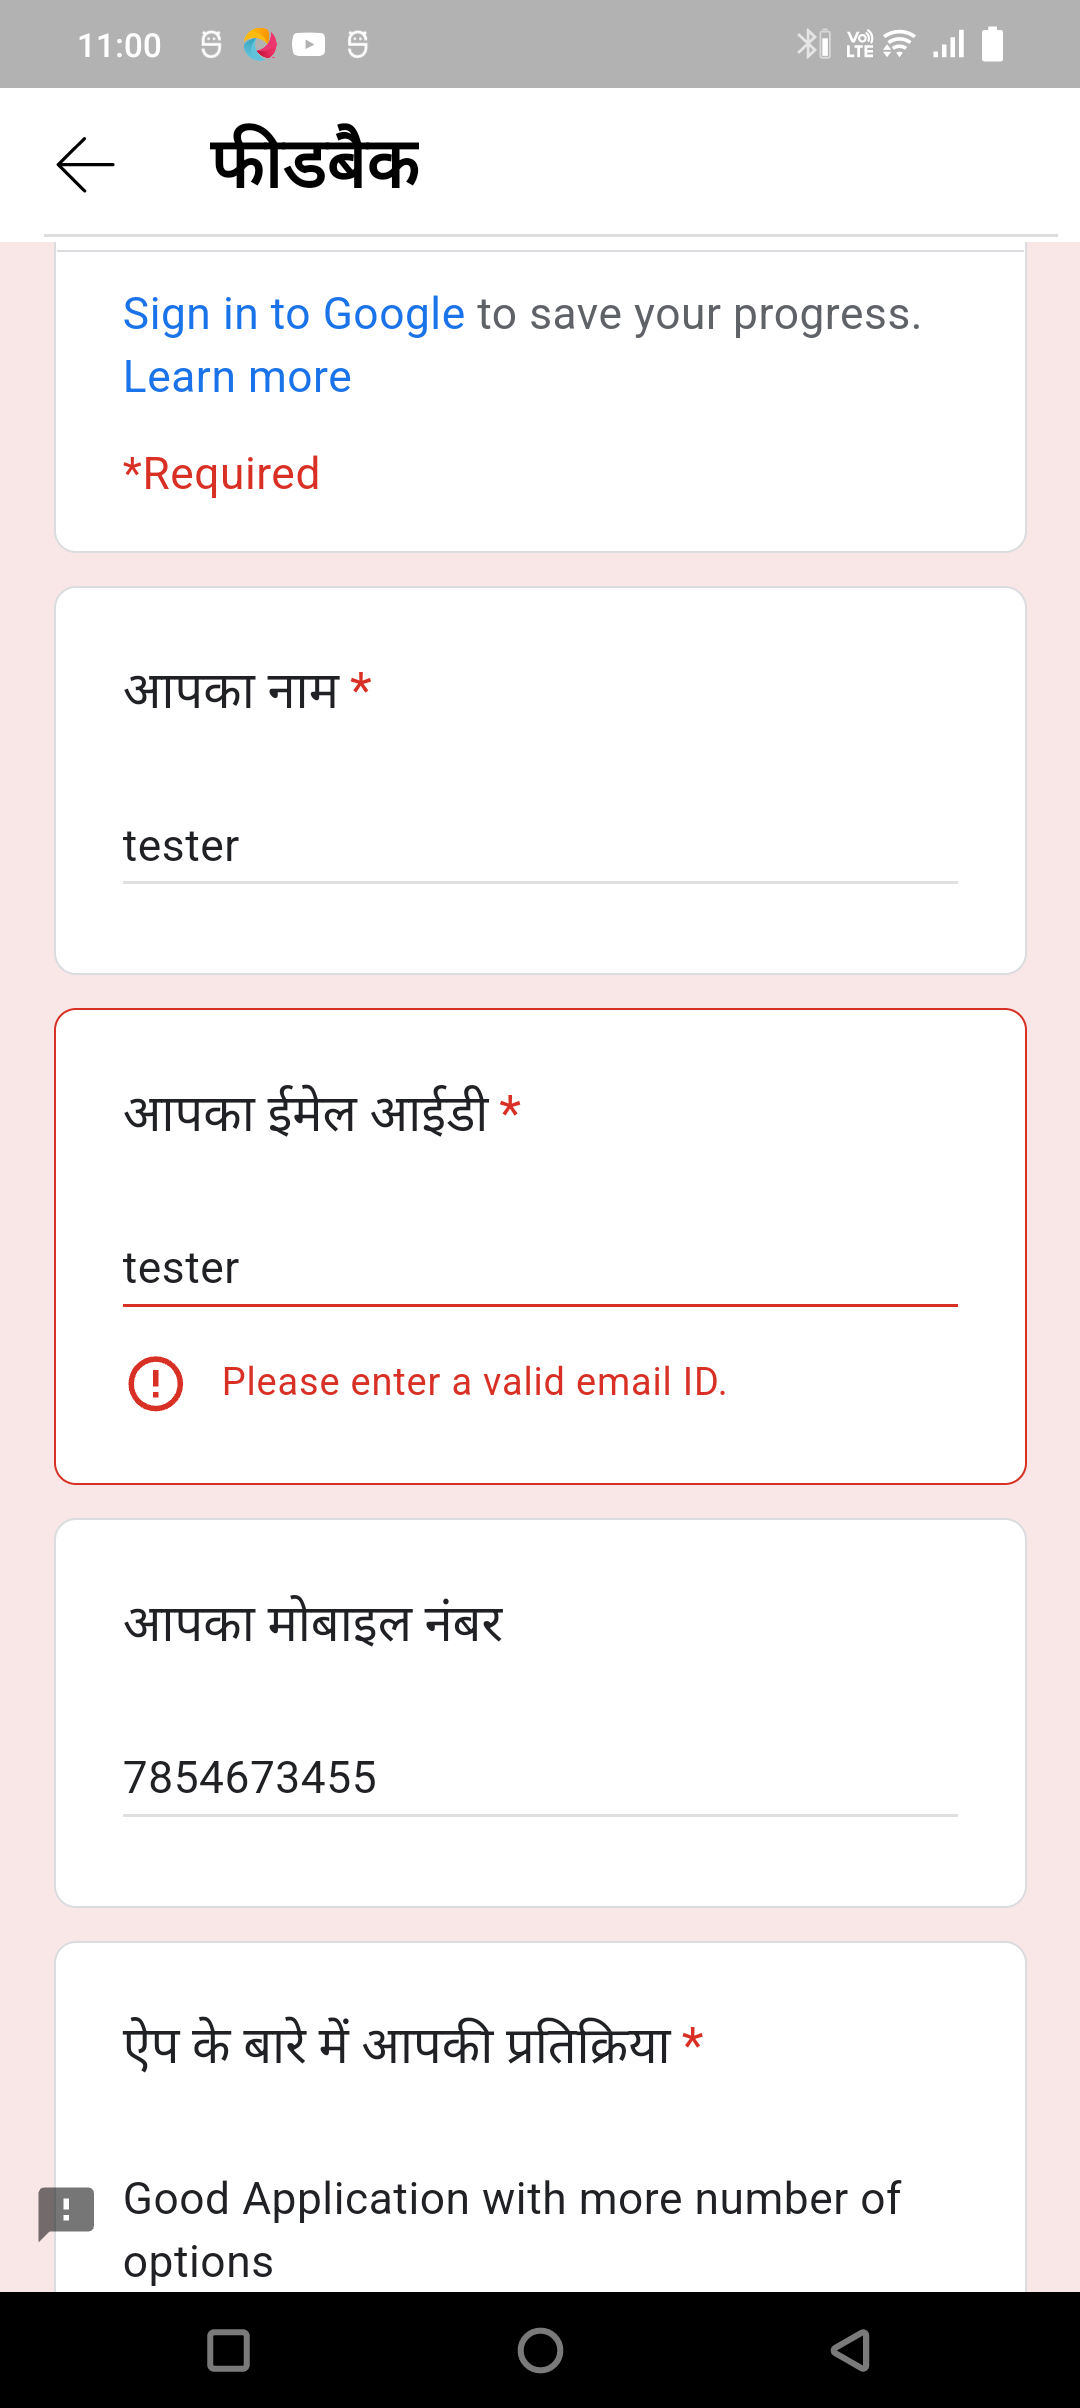 11:00
फीडबैक
Sign in to Google to save your progress.
Learn more
*Required
आपका नाम *
tester
आपका ईमेल आईडी *
tester
Please enter a valid email ID.
आपका मोबाइल नंबर
7854673455
ऐप के बारे में आपकी प्रतिक्रिया *
Good Application with more number of
options